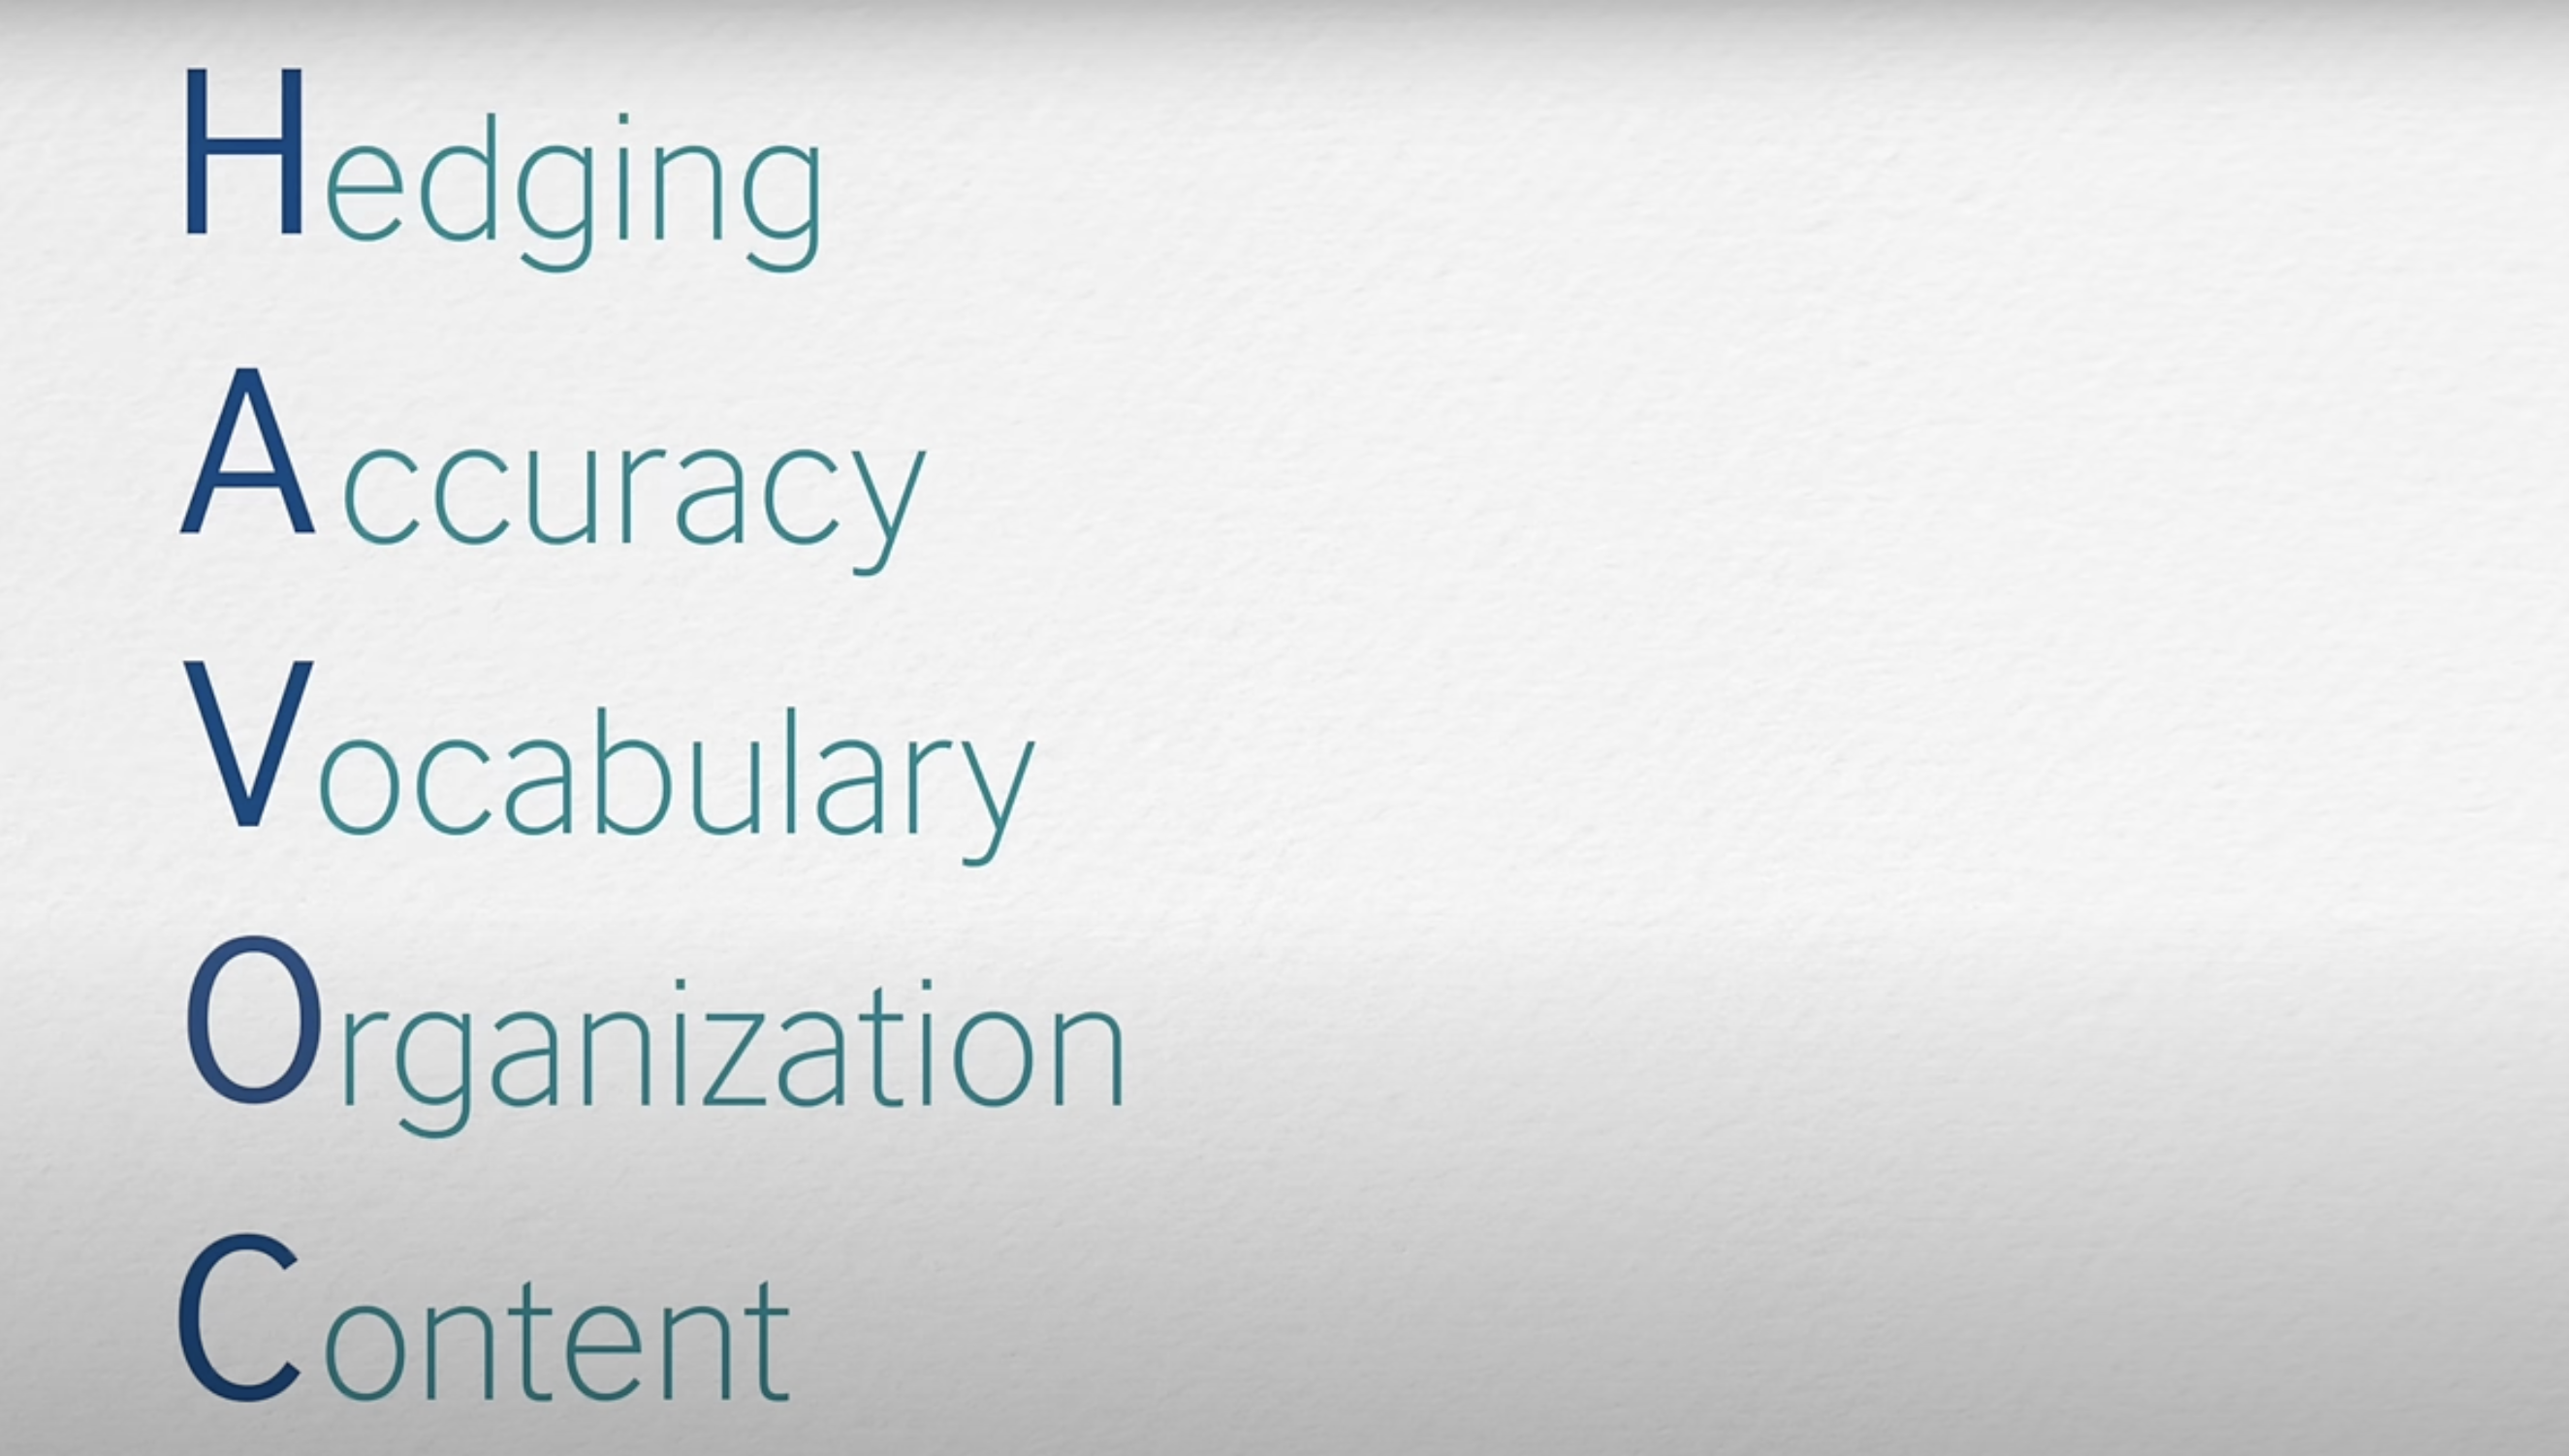 Hedging
Accuracy
Vocabulary
Organization
Content